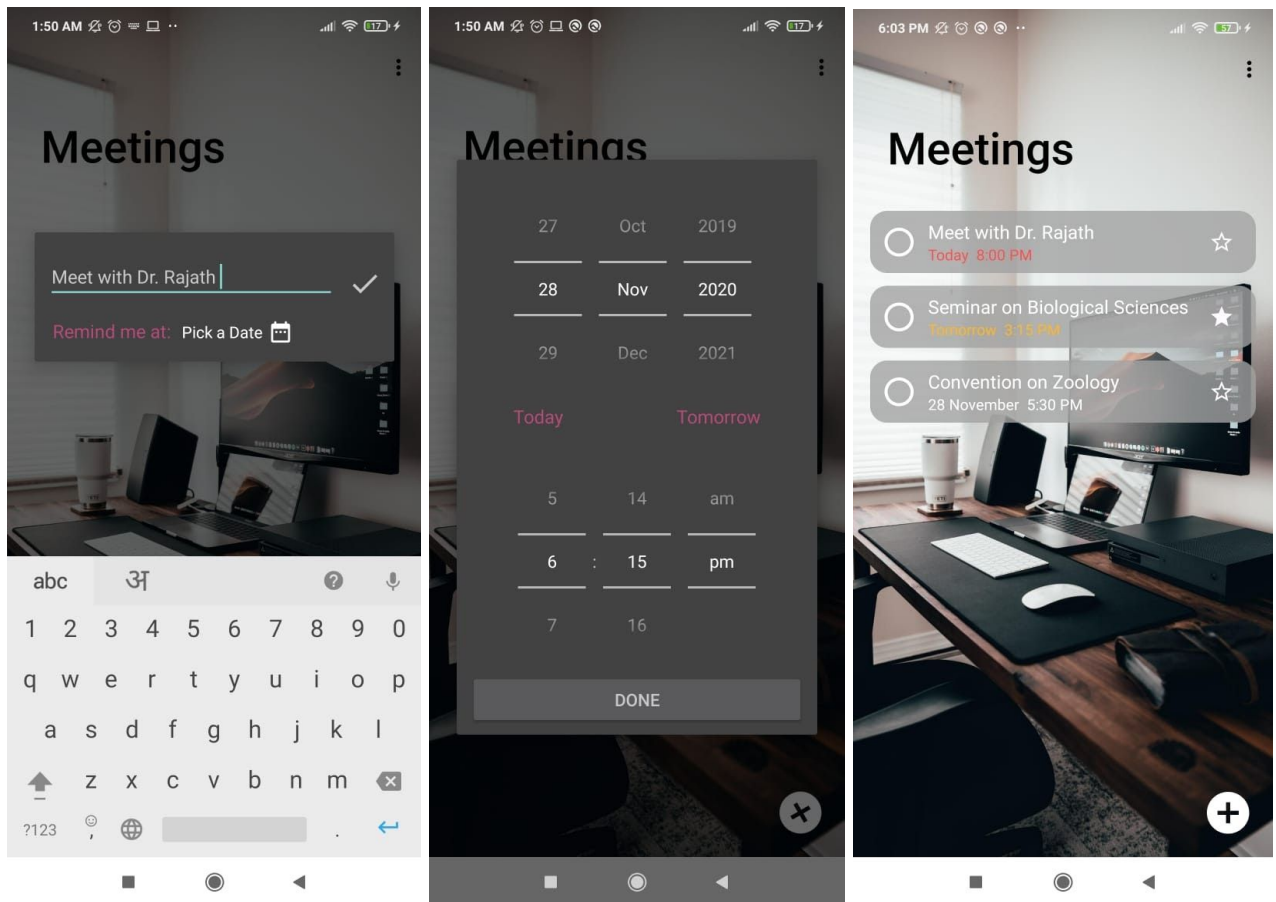 1:50 AM
17
Meetings
Meet with Dr. Rajath
Remind me at: Pick a Date
abc अ
1 2 3 4 5 6 7 8 9 0
q w e r t y u i o p
a s d f g h j k l
z x c v b n m
?123 , .
1:50 AM
17
Meetings
27 Oct 2019
28 Nov 2020
29 Dec 2021
Today Tomorrow
5 14 am
6 : 15 pm
7 16
DONE
6:03 PM
57
Meetings
Meet with Dr. Rajath
Today 8:00 PM
Seminar on Biological Sciences
Tomorrow 3:15 PM
Convention on Zoology
28 November 5:30 PM